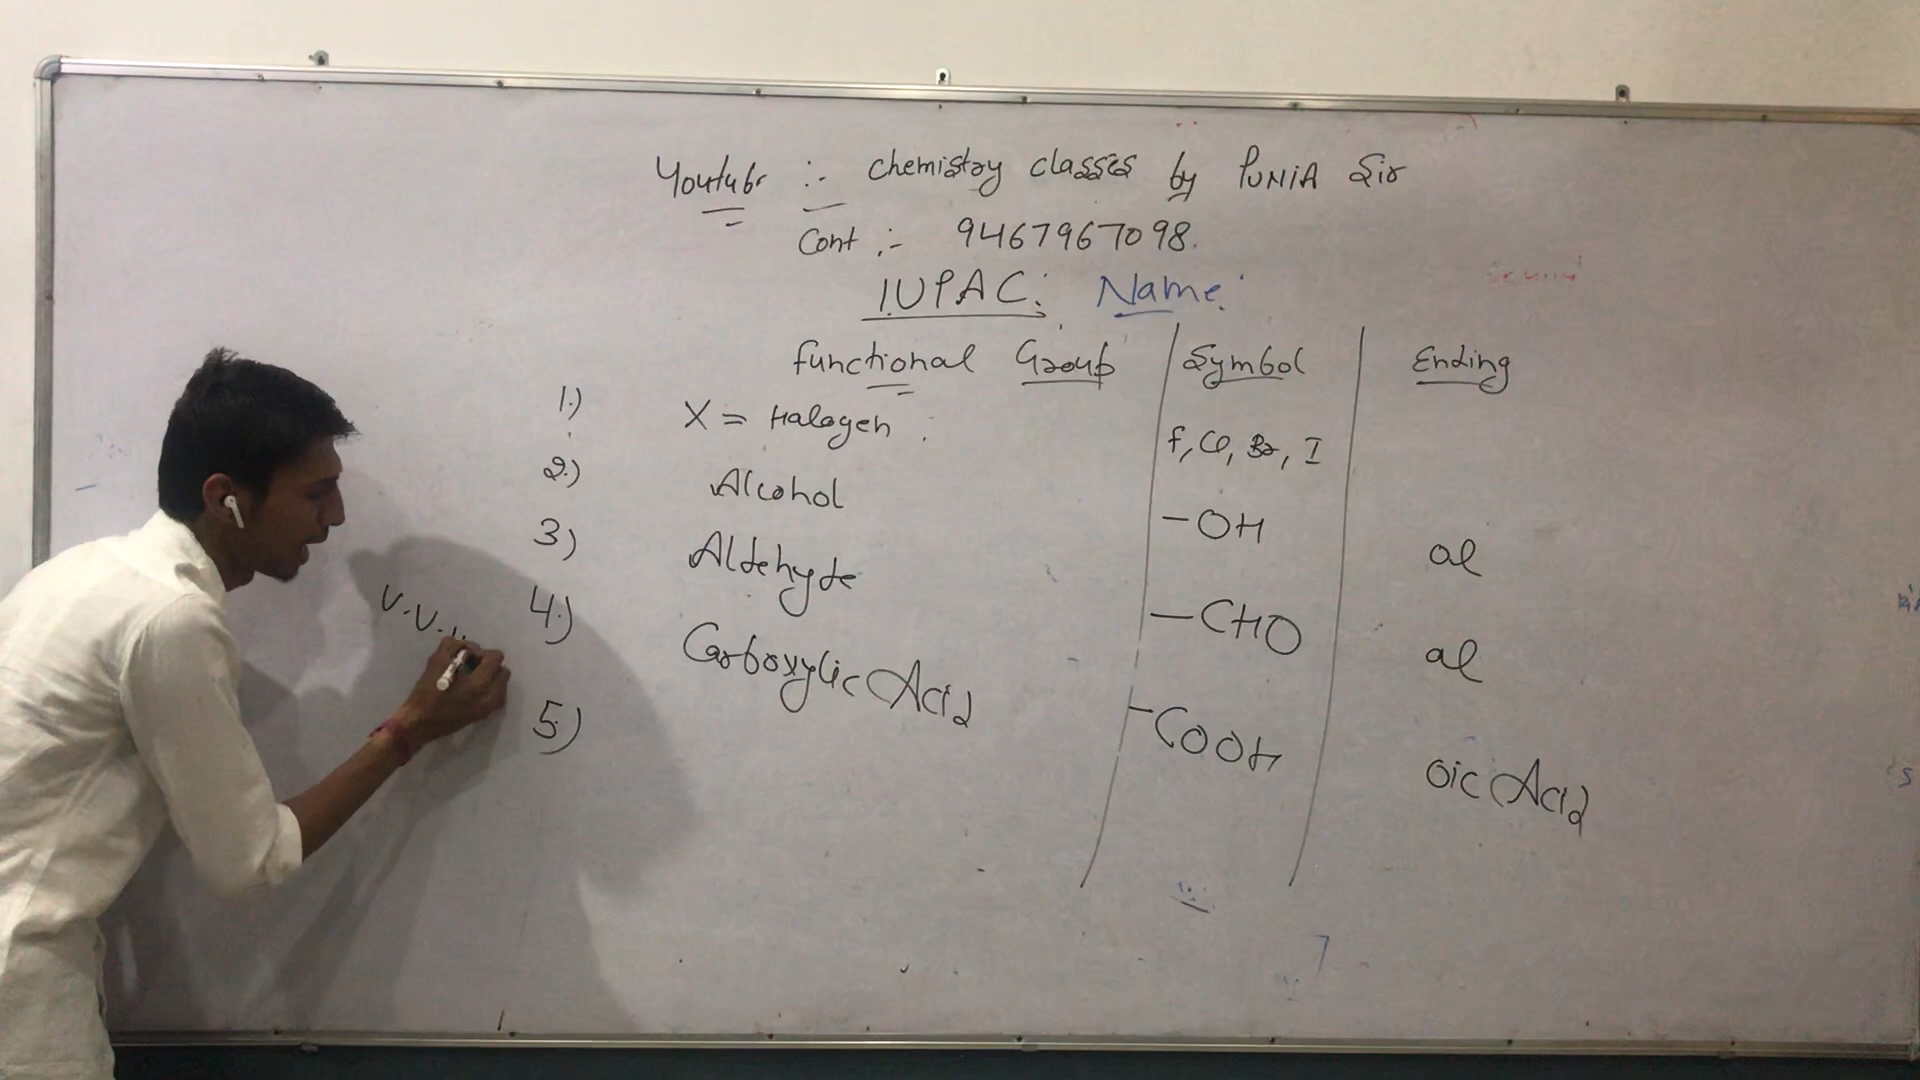 Youtube :- Chemistry classes by PUNIA Sir
Cont :- 9467967098.
IUPAC: Name:
functional Group Symbol Ending
1.) X = Halogen : F, Cl, Br, I
2.) Alcohol -OH ol
3) Aldehyde -CHO al
4.) Carboxylic Acid -COOH oic Acid
5)
V.V.